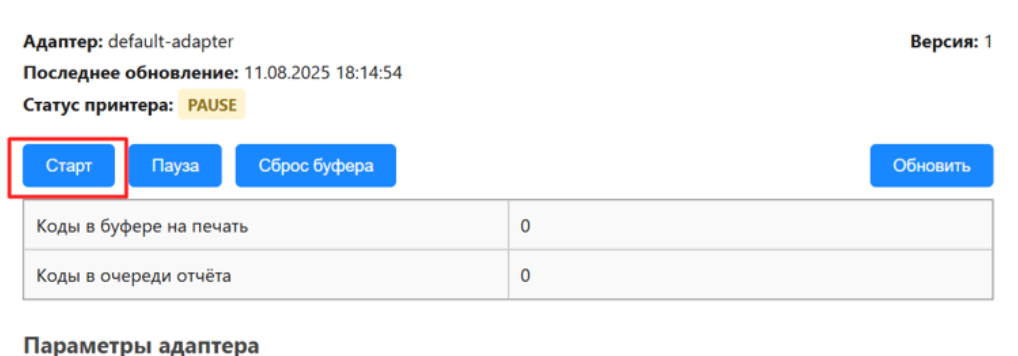 Адаптер: default-adapter Версия: 1
Последнее обновление: 11.08.2025 18:14:54
Статус принтера: PAUSE
Старт Пауза Сброс буфера Обновить
Коды в буфере на печать 0
Коды в очереди отчёта 0
Параметры адаптера